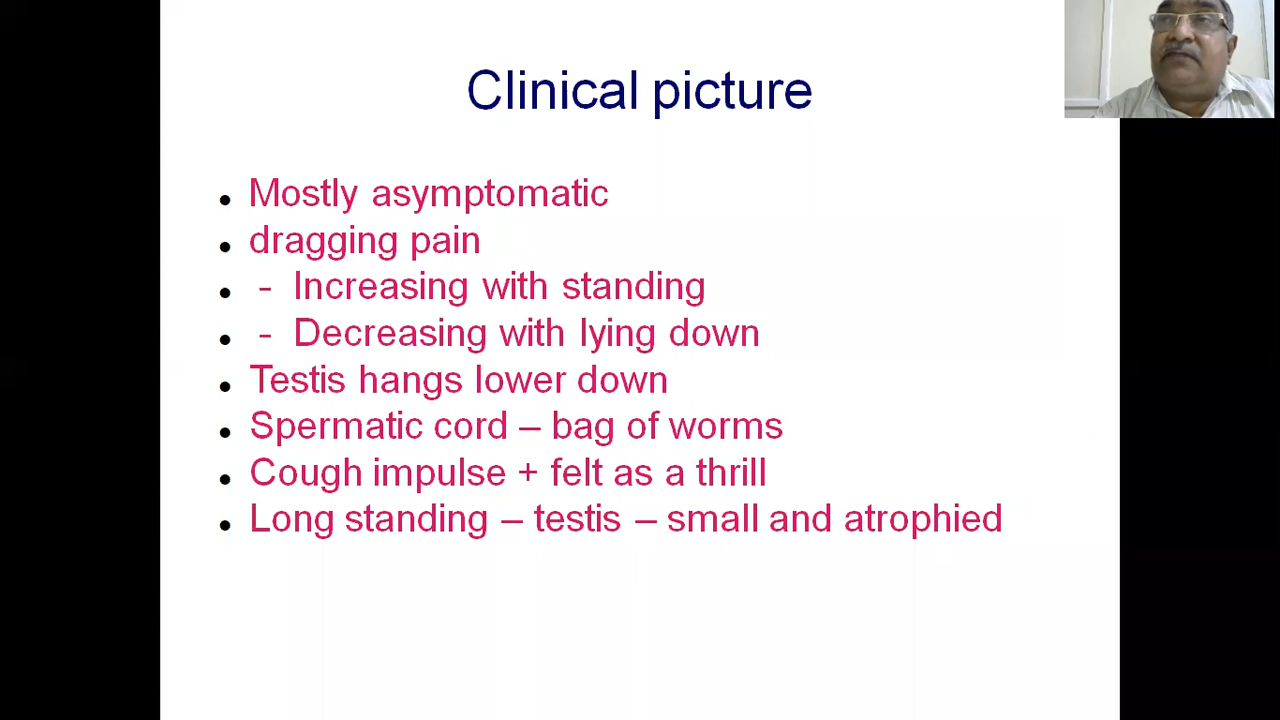 Clinical picture
• Mostly asymptomatic
• dragging pain
• - Increasing with standing
• - Decreasing with lying down
• Testis hangs lower down
• Spermatic cord – bag of worms
• Cough impulse + felt as a thrill
• Long standing – testis – small and atrophied